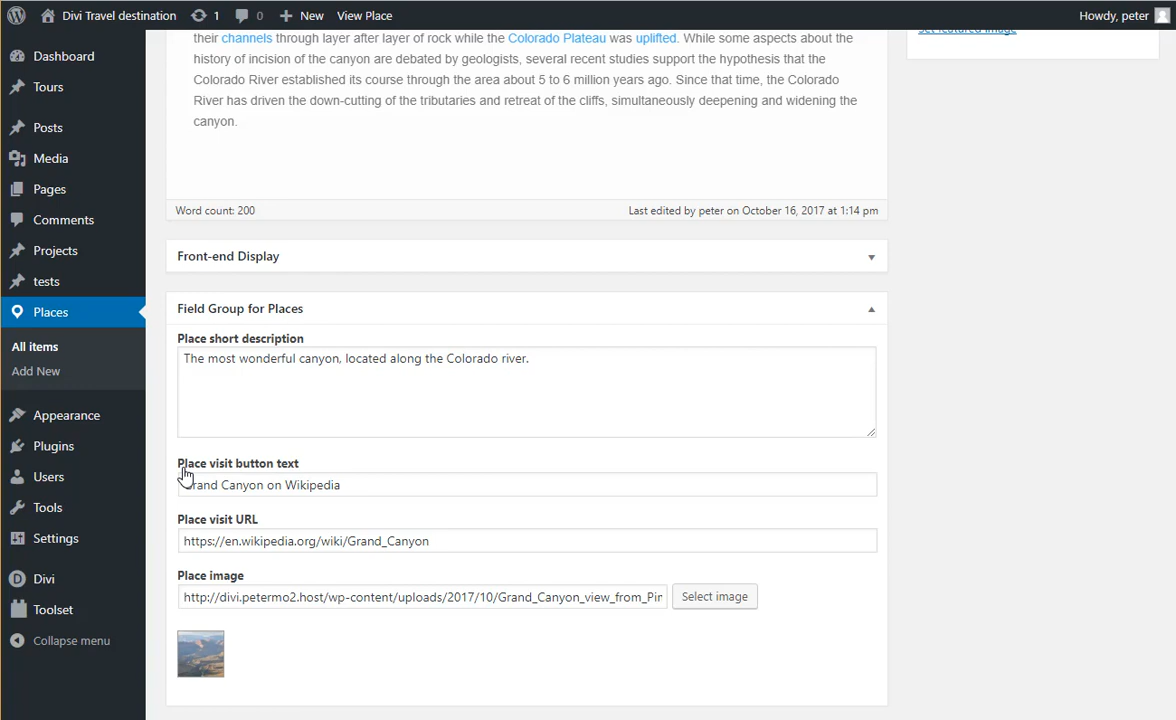 Divi Travel destination 1 0 New View Place Howdy, peter
Dashboard
Tours
Posts
Media
Pages
Comments
Projects
tests
Places
All items
Add New
Appearance
Plugins
Users
Tools
Settings
Divi
Toolset
Collapse menu
their channels through layer after layer of rock while the Colorado Plateau was uplifted. While some aspects about the
history of incision of the canyon are debated by geologists, several recent studies support the hypothesis that the
Colorado River established its course through the area about 5 to 6 million years ago. Since that time, the Colorado
River has driven the down-cutting of the tributaries and retreat of the cliffs, simultaneously deepening and widening the
canyon.
Word count: 200 Last edited by peter on October 16, 2017 at 1:14 pm
Front-end Display
Field Group for Places
Place short description
The most wonderful canyon, located along the Colorado river.
Place visit button text
Grand Canyon on Wikipedia
Place visit URL
https://en.wikipedia.org/wiki/Grand_Canyon
Place image
http://divi.petermo2.host/wp-content/uploads/2017/10/Grand_Canyon_view_from_Pin Select image
Set featured image